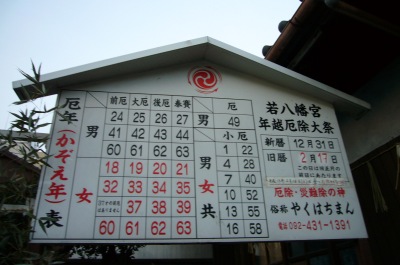 厄年(かぞえ年)表
前厄 大厄 後厄 奉賽
男
24 25 26 27
41 42 43 44
60 61 62 63
女
18 19 20 21
32 33 34 35
37 38 39
60 61 62 63
厄
男 49
小厄
男女共
1 22
4 28
7 40
10 52
13 55
16 58
若八幡宮
年越厄除大祭
新暦 12月31日
旧暦 2月17日
厄除・災難除の神
俗称 やくはちまん
電話 092-431-1391